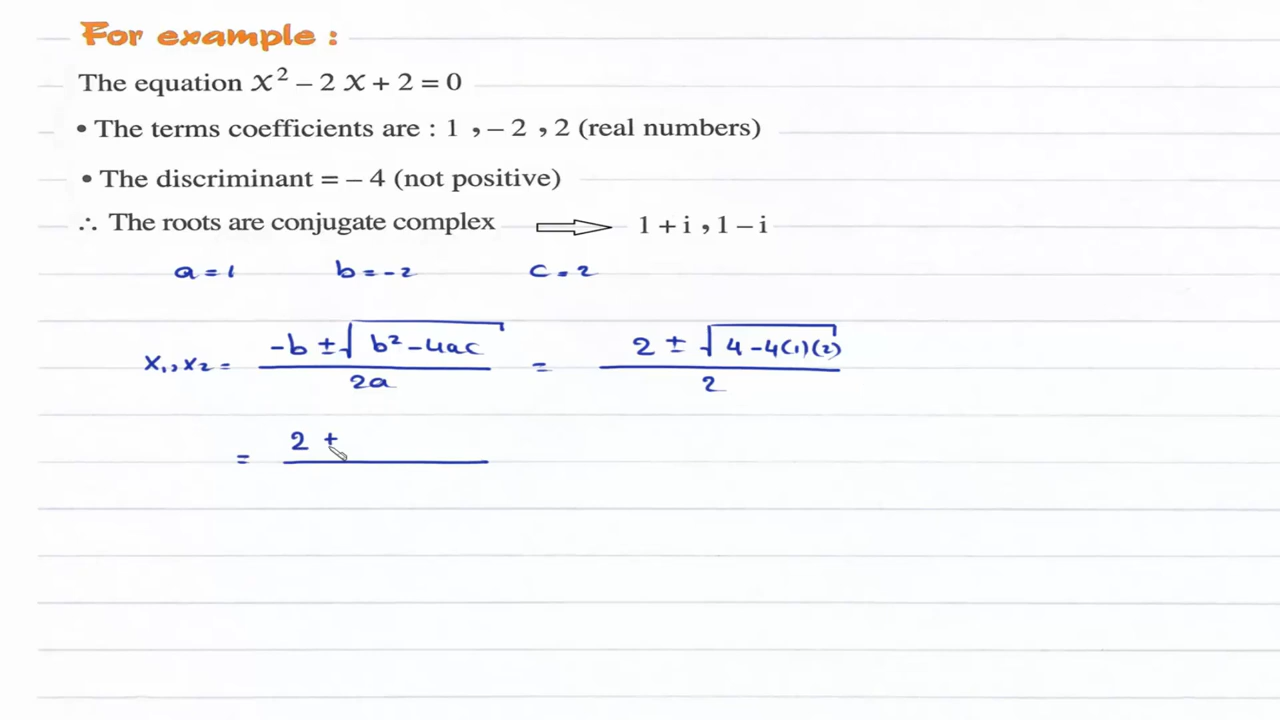 For example :
The equation x² – 2 x + 2 = 0
• The terms coefficients are : 1 , – 2 , 2 (real numbers)
• The discriminant = – 4 (not positive)
∴ The roots are conjugate complex ⟹ 1 + i , 1 – i
a = 1 b = -2 c = 2
x₁, x₂ = (-b ± √(b² - 4ac)) / 2a = (2 ± √(4 - 4(1)(2))) / 2
= 2 +